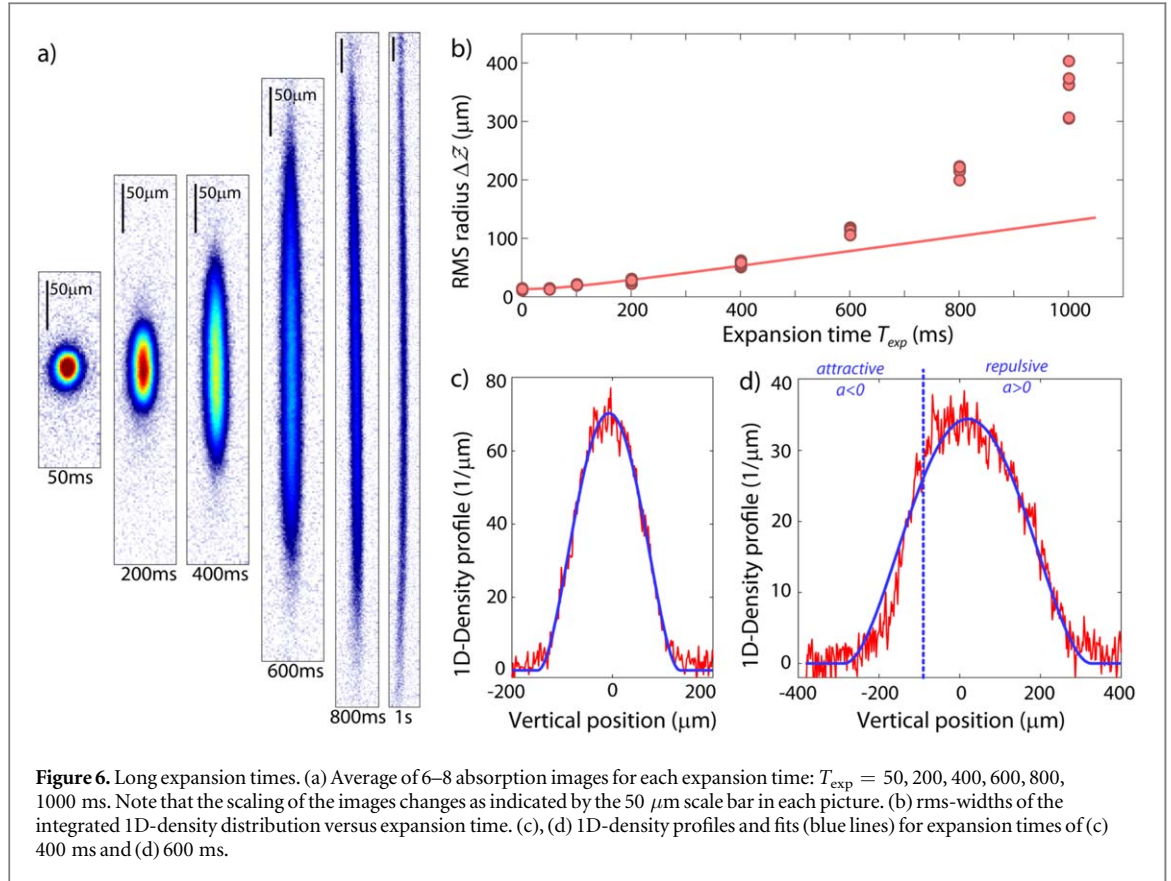 a)
50μm
50ms
50μm
200ms
50μm
400ms
50μm
600ms
800ms
1s
b)
RMS radius ΔZ (μm)
400
300
200
100
0
0 200 400 600 800 1000
Expansion time T_exp (ms)
c)
1D-Density profile (1/μm)
80
60
40
20
0
-200 0 200
Vertical position (μm)
d)
attractive
a<0
repulsive
a>0
1D-Density profile (1/μm)
40
30
20
10
0
-400 -200 0 200 400
Vertical position (μm)
Figure 6. Long expansion times. (a) Average of 6–8 absorption images for each expansion time: T_exp = 50, 200, 400, 600, 800,
1000 ms. Note that the scaling of the images changes as indicated by the 50 μm scale bar in each picture. (b) rms-widths of the
integrated 1D-density distribution versus expansion time. (c), (d) 1D-density profiles and fits (blue lines) for expansion times of (c)
400 ms and (d) 600 ms.